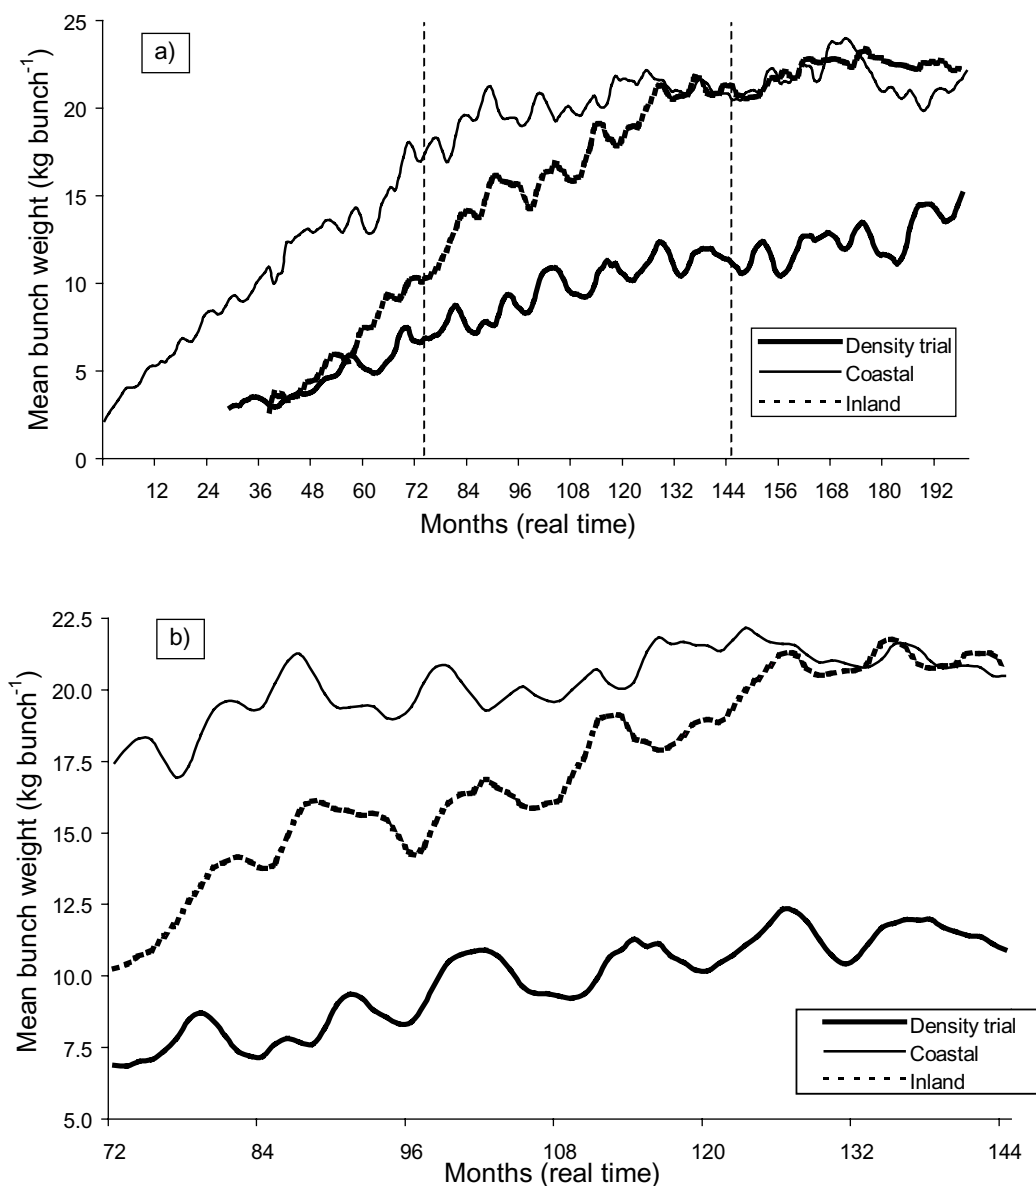 a)
Mean bunch weight (kg bunch-1)
25
20
15
10
5
0
12 24 36 48 60 72 84 96 108 120 132 144 156 168 180 192
Months (real time)
Density trial
Coastal
Inland
b)
Mean bunch weight (kg bunch-1)
22.5
20.0
17.5
15.0
12.5
10.0
7.5
5.0
72 84 96 108 120 132 144
Months (real time)
Density trial
Coastal
Inland